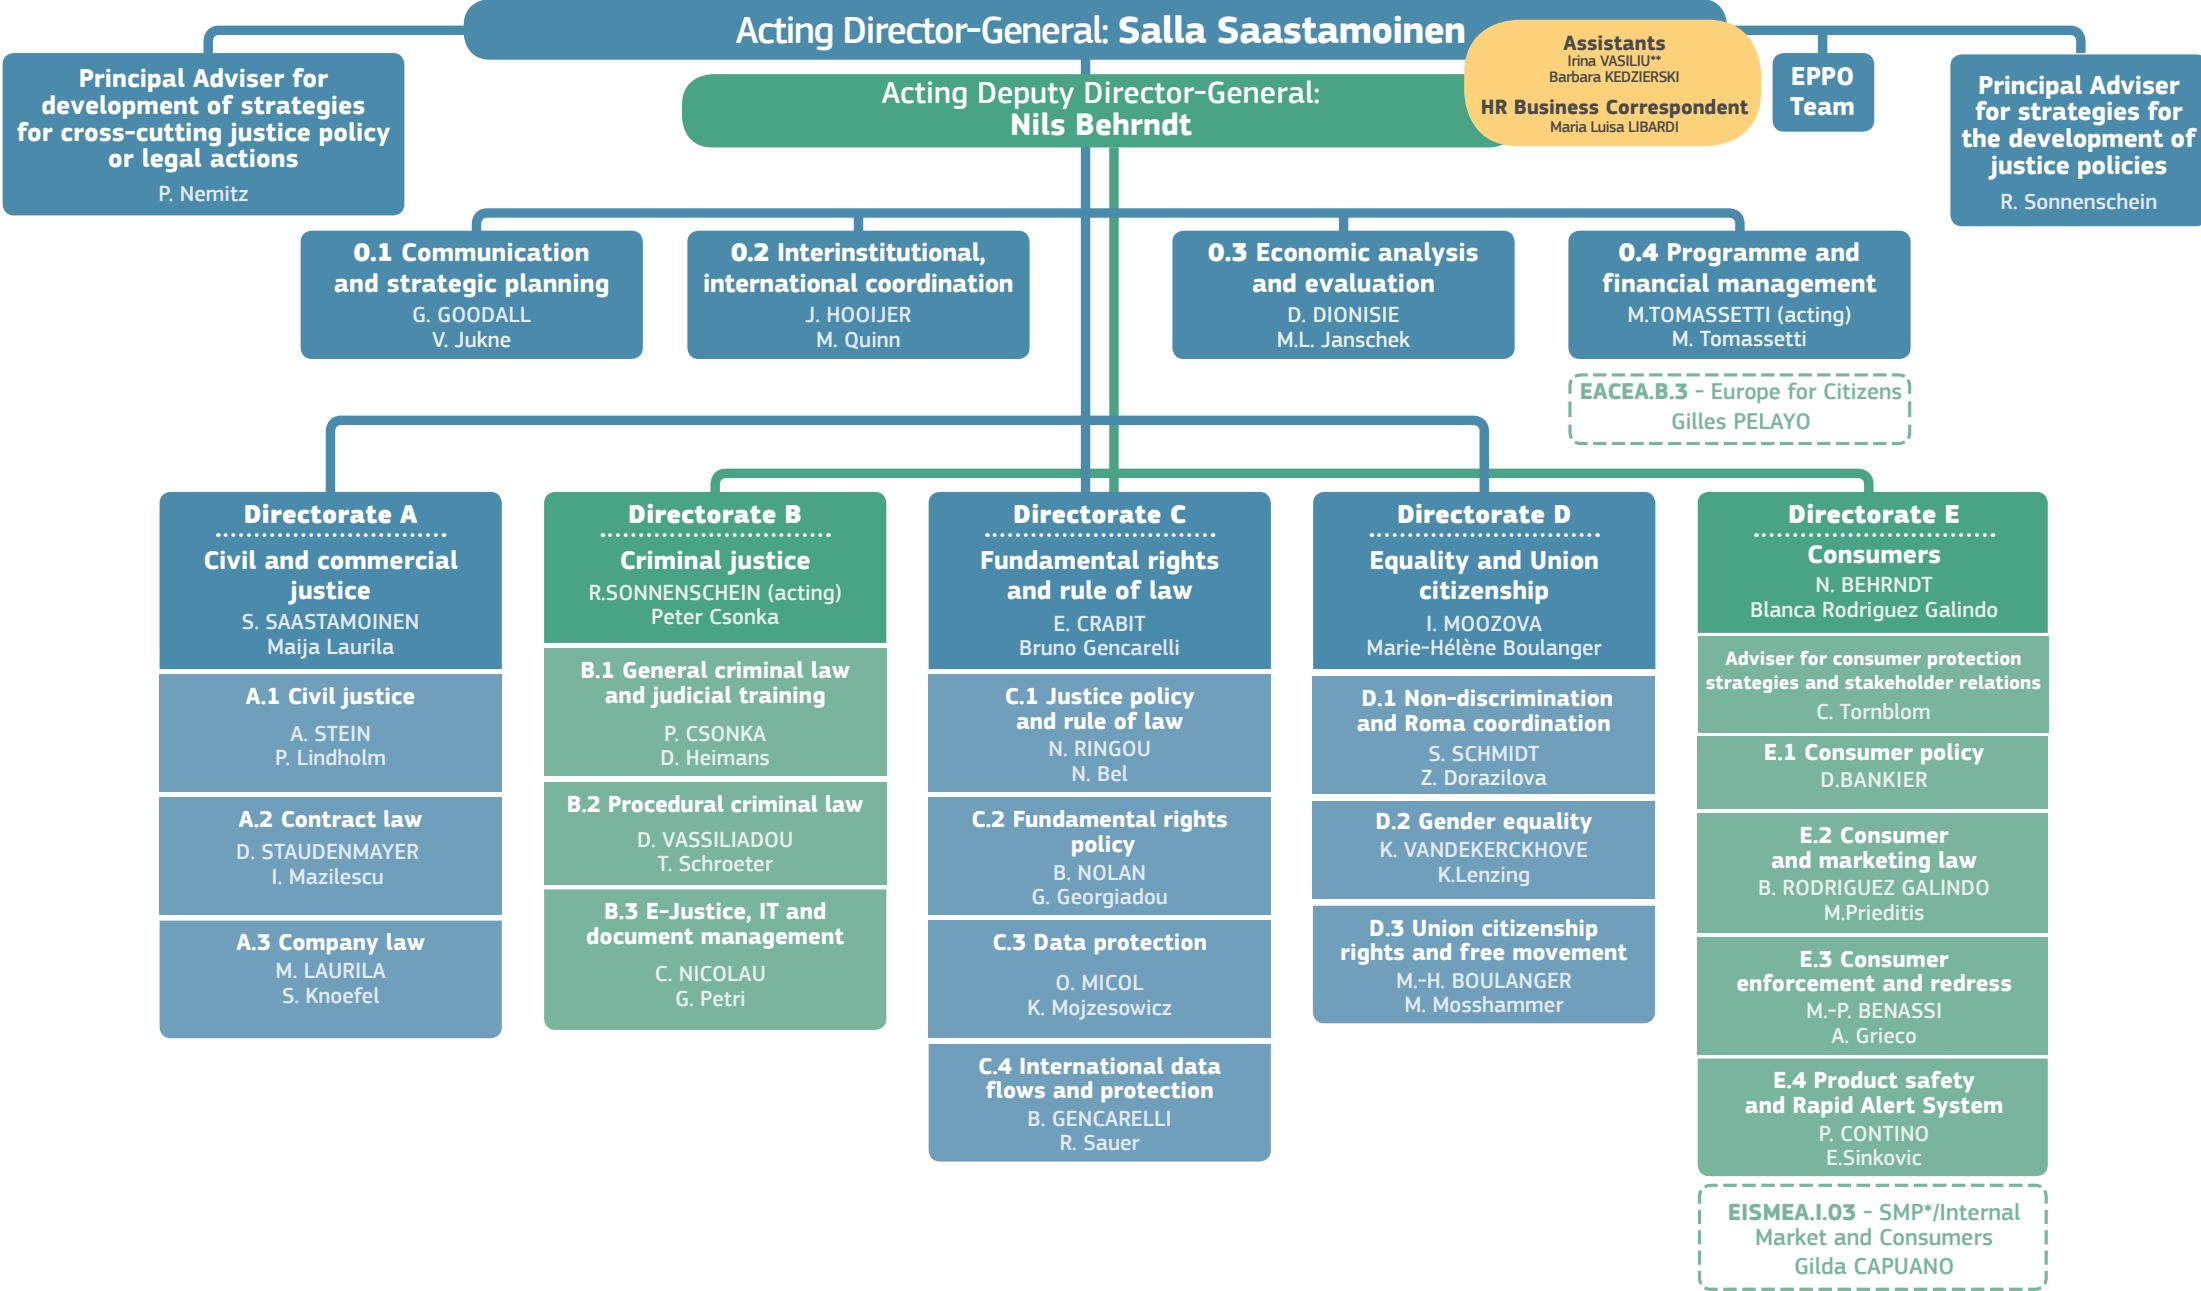 Acting Director-General: Salla Saastamoinen
Assistants
Irina VASILIU**
Barbara KEDZIERSKI
HR Business Correspondent
Maria Luisa LIBARDI
Acting Deputy Director-General:
Nils Behrndt
Principal Adviser for
development of strategies
for cross-cutting justice policy
or legal actions
P. Nemitz
EPPO
Team
Principal Adviser
for strategies for
the development of
justice policies
R. Sonnenschein
0.1 Communication
and strategic planning
G. GOODALL
V. Jukne
0.2 Interinstitutional,
international coordination
J. HOOIJER
M. Quinn
0.3 Economic analysis
and evaluation
D. DIONISIE
M.L. Janschek
0.4 Programme and
financial management
M.TOMASSETTI (acting)
M. Tomassetti
EACEA.B.3 - Europe for Citizens
Gilles PELAYO
Directorate A
Civil and commercial
justice
S. SAASTAMOINEN
Maija Laurila
A.1 Civil justice
A. STEIN
P. Lindholm
A.2 Contract law
D. STAUDENMAYER
I. Mazilescu
A.3 Company law
M. LAURILA
S. Knoefel
Directorate B
Criminal justice
R.SONNENSCHEIN (acting)
Peter Csonka
B.1 General criminal law
and judicial training
P. CSONKA
D. Heimans
B.2 Procedural criminal law
D. VASSILIADOU
T. Schroeter
B.3 E-Justice, IT and
document management
C. NICOLAU
G. Petri
Directorate C
Fundamental rights
and rule of law
E. CRABIT
Bruno Gencarelli
C.1 Justice policy
and rule of law
N. RINGOU
N. Bel
C.2 Fundamental rights
policy
B. NOLAN
G. Georgiadou
C.3 Data protection
O. MICOL
K. Mojzesowicz
C.4 International data
flows and protection
B. GENCARELLI
R. Sauer
Directorate D
Equality and Union
citizenship
I. MOOZOVA
Marie-Hélène Boulanger
D.1 Non-discrimination
and Roma coordination
S. SCHMIDT
Z. Dorazilova
D.2 Gender equality
K. VANDEKERCKHOVE
K.Lenzing
D.3 Union citizenship
rights and free movement
M.-H. BOULANGER
M. Mosshammer
Directorate E
Consumers
N. BEHRNDT
Blanca Rodriguez Galindo
Adviser for consumer protection
strategies and stakeholder relations
C. Tornblom
E.1 Consumer policy
D.BANKIER
E.2 Consumer
and marketing law
B. RODRIGUEZ GALINDO
M.Prieditis
E.3 Consumer
enforcement and redress
M.-P. BENASSI
A. Grieco
E.4 Product safety
and Rapid Alert System
P. CONTINO
E.Sinkovic
EISMEA.I.03 - SMP*/Internal
Market and Consumers
Gilda CAPUANO